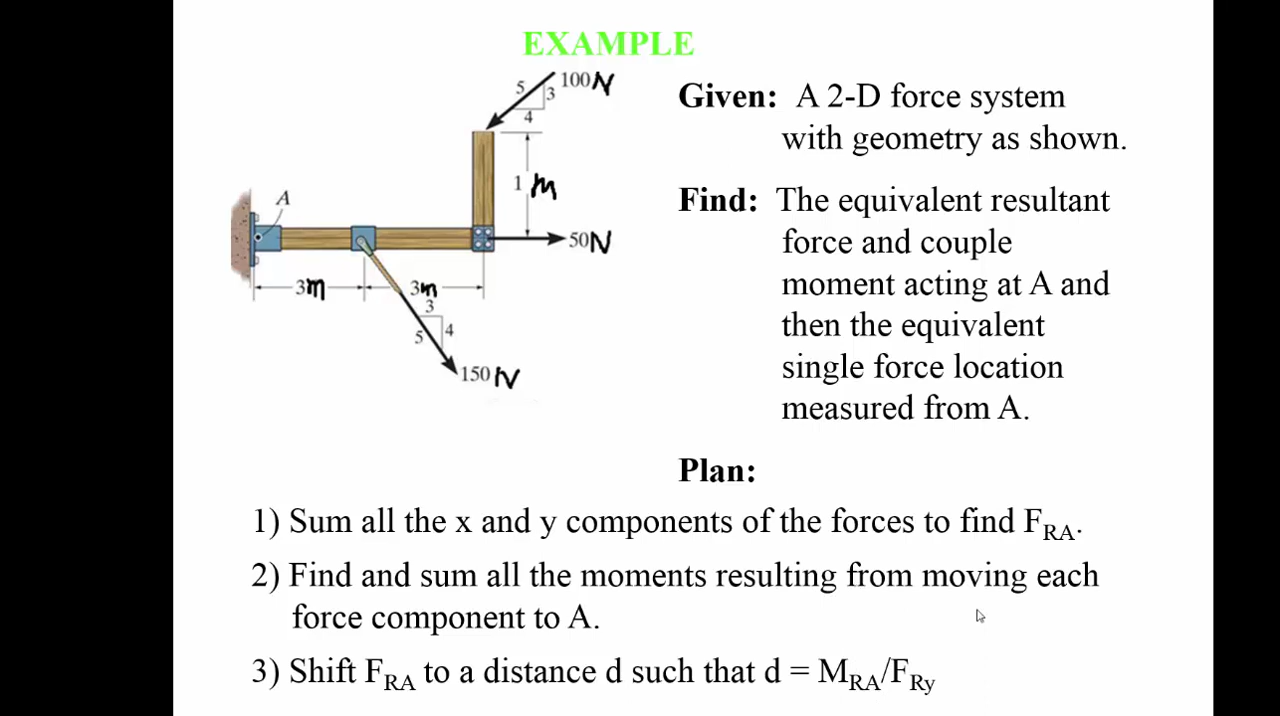 EXAMPLE
5
100N
3
4
Given: A 2-D force system
with geometry as shown.
1 m
A
50N
3m
3m
3
4
5
150N
Find: The equivalent resultant
force and couple
moment acting at A and
then the equivalent
single force location
measured from A.
Plan:
1) Sum all the x and y components of the forces to find FRA.
2) Find and sum all the moments resulting from moving each
force component to A.
3) Shift FRA to a distance d such that d = MRA/FRy